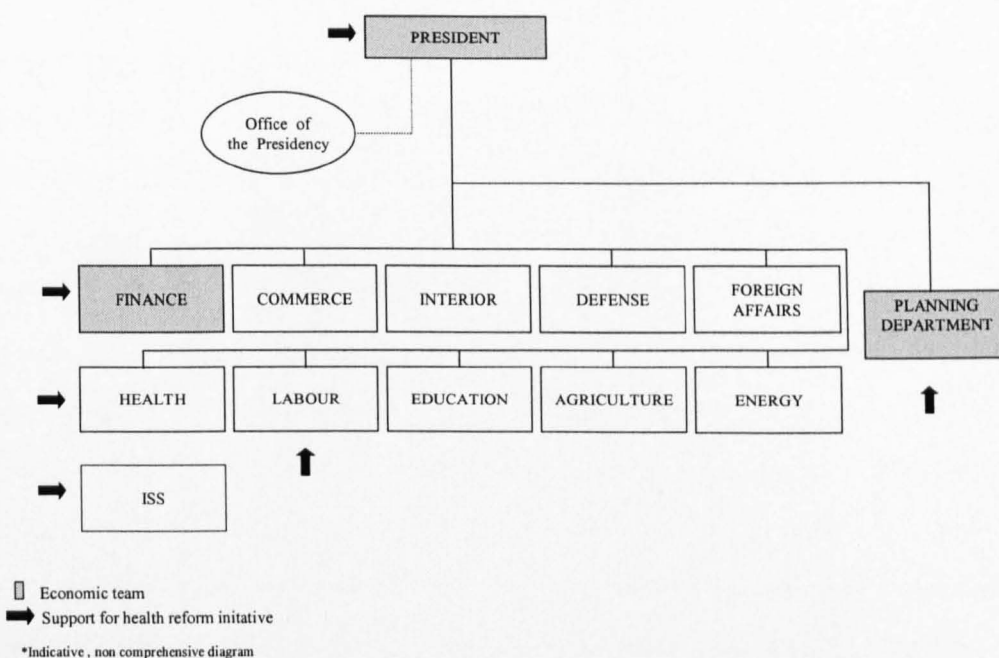 PRESIDENT
Office of
the Presidency
FINANCE
COMMERCE
INTERIOR
DEFENSE
FOREIGN
AFFAIRS
PLANNING
DEPARTMENT
HEALTH
LABOUR
EDUCATION
AGRICULTURE
ENERGY
ISS
Economic team
Support for health reform initative
*Indicative , non comprehensive diagram